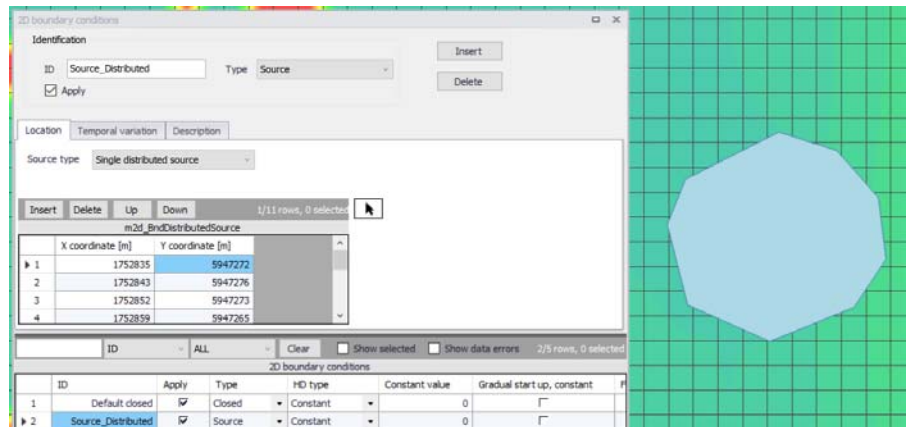 2D boundary conditions
Identification
ID Source_Distributed Type Source
Apply
Insert
Delete
Location Temporal variation Description
Source type Single distributed source
Insert Delete Up Down 1/11 rows, 0 selected
m2d_BndDistributedSource
X coordinate [m] Y coordinate [m]
1 1752835 5947272
2 1752843 5947276
3 1752852 5947273
4 1752859 5947265
ID ALL Clear Show selected Show data errors 2/5 rows, 0 selected
2D boundary conditions
ID Apply Type HD type Constant value Gradual start up, constant F
1 Default closed Closed Constant 0
2 Source_Distributed Source Constant 0